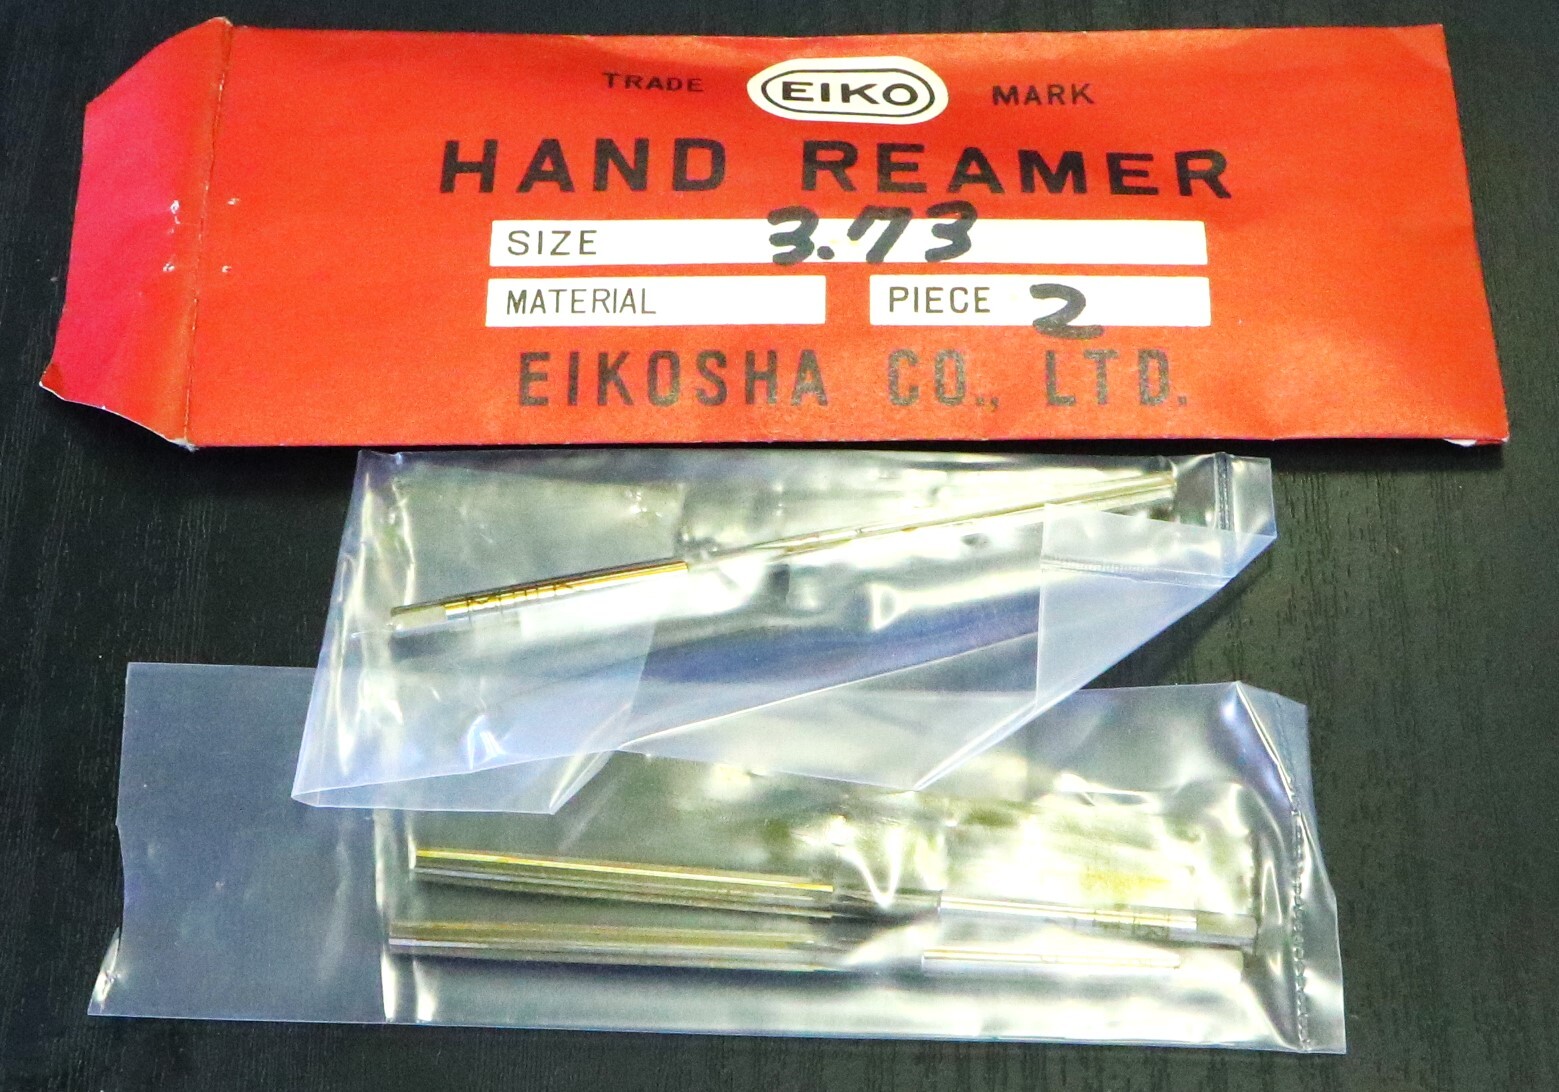 TRADE EIKO MARK
HAND REAMER
SIZE 3.73
MATERIAL PIECE 2
EIKOSHA CO., LTD.